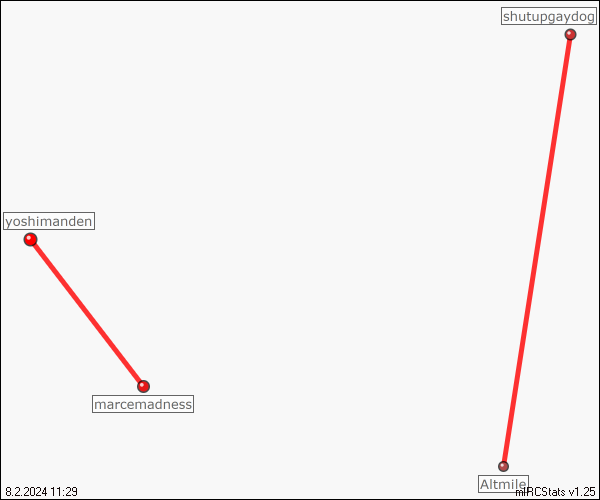 shutupgaydog
yoshimanden
marcemadness
Altmile
8.2.2024 11:29
mIRCStats v1.25